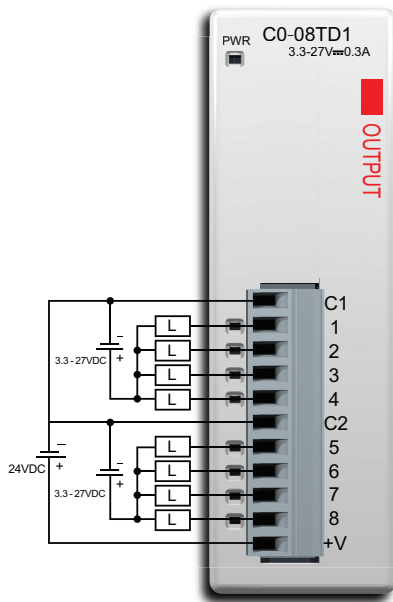 PWR
C0-08TD1
3.3-27V⎓0.3A
OUTPUT
C1
L
1
L
2
3.3 - 27VDC
L
3
L
4
C2
L
5
24VDC
L
6
3.3 - 27VDC
L
7
L
8
+V